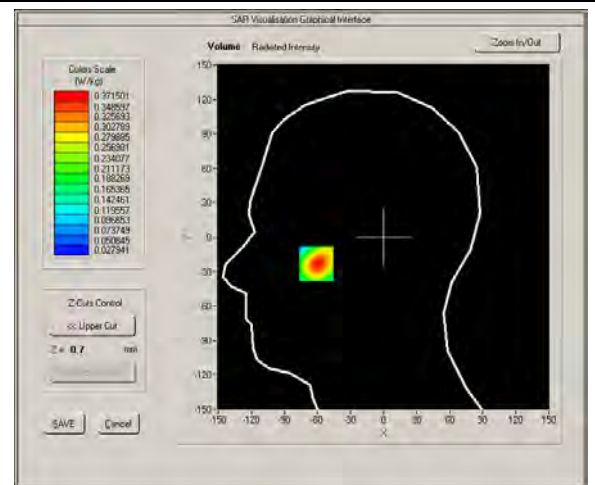 SAR Visualisation Graphical Interface
Volume Radiated Intensity
Zoom In/Out
Colors Scale
(W/Kg)
0.371501
0.348597
0.325693
0.302789
0.279885
0.256981
0.234077
0.211173
0.188269
0.165365
0.142461
0.119557
0.096653
0.073749
0.050845
0.027941
150-
120-
90-
60-
30-
0-
-30-
-60-
-90-
-120-
-150-
-150 -120 -90 -60 -30 0 30 60 90 120 150
X
Z-Cuts Control
<< Upper Cut
Z = 0.7 mm
SAVE Cancel